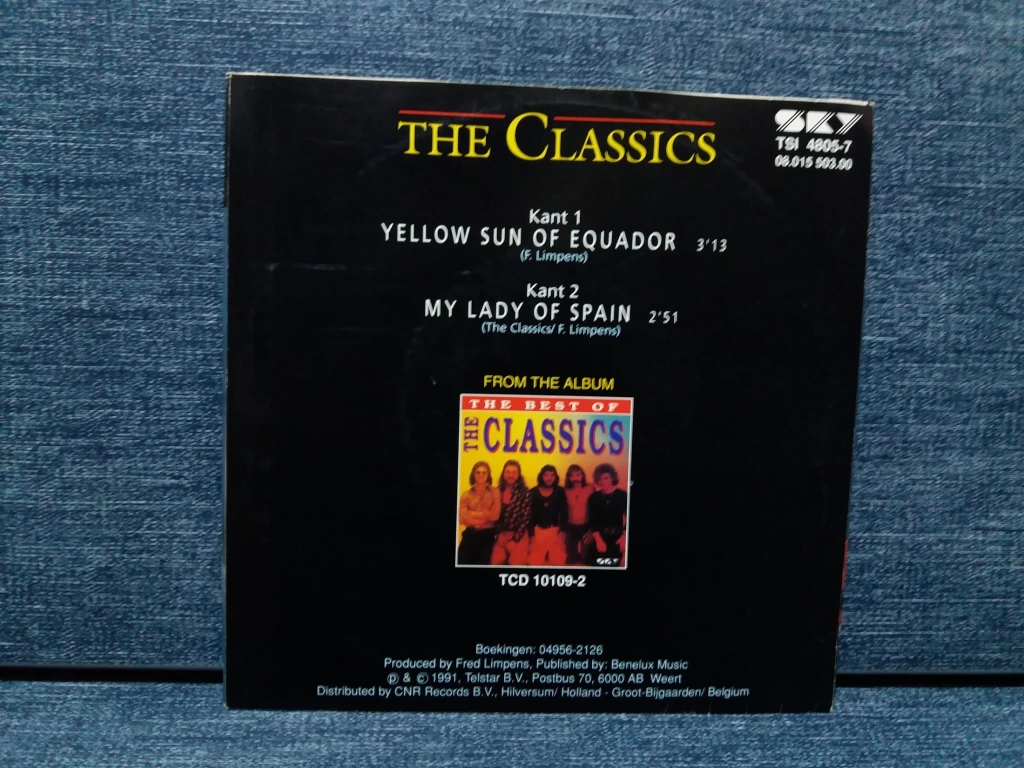 THE CLASSICS
SKY
TSI 4805-7
08.015 503.00
Kant 1
YELLOW SUN OF EQUADOR 3'13
(F. Limpens)
Kant 2
MY LADY OF SPAIN 2'51
(The Classics/ F. Limpens)
FROM THE ALBUM
THE BEST OF
THE CLASSICS
TCD 10109-2
Boekingen: 04956-2126
Produced by Fred Limpens, Published by: Benelux Music
℗ & © 1991, Telstar B.V., Postbus 70, 6000 AB Weert
Distributed by CNR Records B.V., Hilversum/ Holland - Groot-Bijgaarden/ Belgium